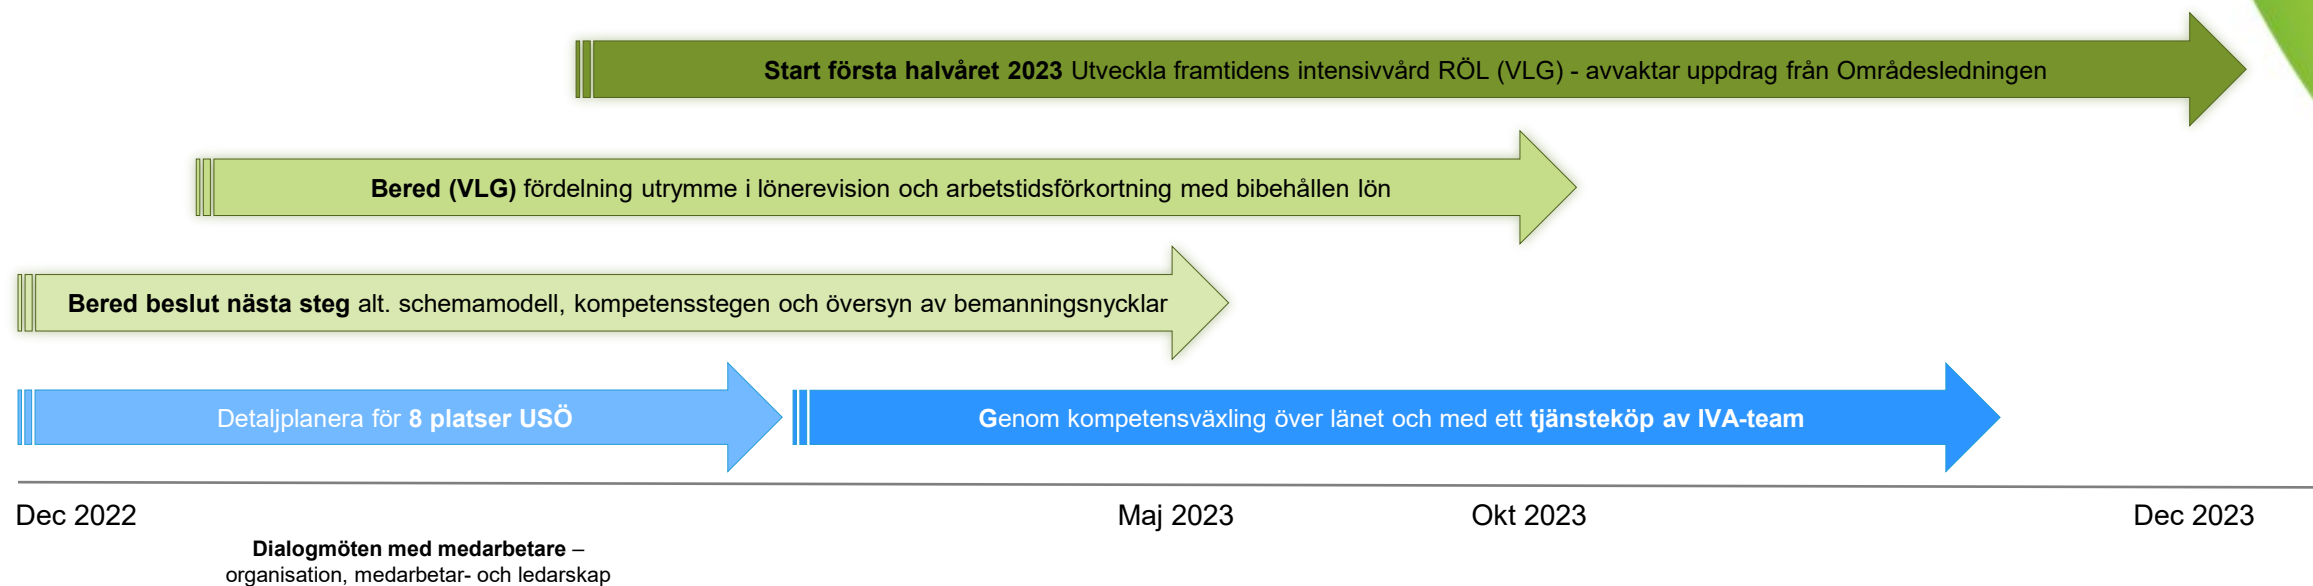 Start första halvåret 2023 Utveckla framtidens intensivvård RÖL (VLG) - avvaktar uppdrag från Områdesledningen
Bered (VLG) fördelning utrymme i lönerevision och arbetstidsförkortning med bibehållen lön
Bered beslut nästa steg alt. schemamodell, kompetensstegen och översyn av bemanningsnycklar
Detaljplanera för 8 platser USÖ
Genom kompetensväxling över länet och med ett tjänsteköp av IVA-team
Dec 2022
Maj 2023
Okt 2023
Dec 2023
Dialogmöten med medarbetare –
organisation, medarbetar- och ledarskap